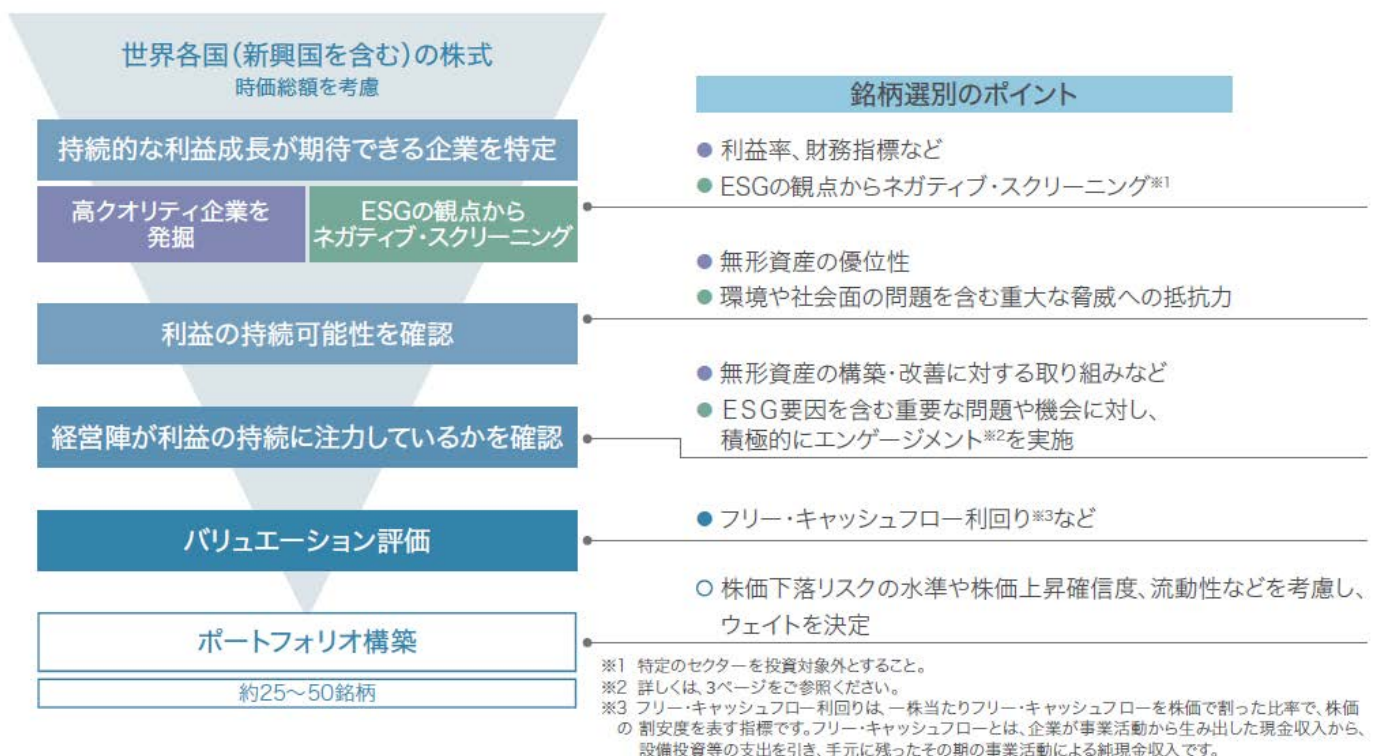 世界各国(新興国を含む)の株式
時価総額を考慮
持続的な利益成長が期待できる企業を特定
高クオリティ企業を
発掘
ESGの観点から
ネガティブ・スクリーニング
利益の持続可能性を確認
経営陣が利益の持続に注力しているかを確認
バリュエーション評価
ポートフォリオ構築
約25~50銘柄
銘柄選別のポイント
● 利益率、財務指標など
● ESGの観点からネガティブ・スクリーニング※1
● 無形資産の優位性
● 環境や社会面の問題を含む重大な脅威への抵抗力
● 無形資産の構築・改善に対する取り組みなど
● ESG要因を含む重要な問題や機会に対し、
積極的にエンゲージメント※2を実施
● フリー・キャッシュフロー利回り※3など
○ 株価下落リスクの水準や株価上昇確信度、流動性などを考慮し、
ウェイトを決定
※1 特定のセクターを投資対象外とすること。
※2 詳しくは、3ページをご参照ください。
※3 フリー・キャッシュフロー利回りは、一株当たりフリー・キャッシュフローを株価で割った比率で、株価
の 割安度を表す指標です。フリー・キャッシュフローとは、企業が事業活動から生み出した現金収入から、
設備投資等の支出を引き、手元に残ったその期の事業活動による純現金収入です。